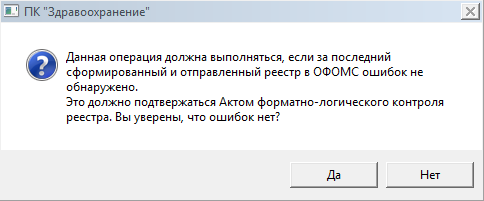 ПК "Здравоохранение"
Данная операция должна выполняться, если за последний
сформированный и отправленный реестр в ОФОМС ошибок не
обнаружено.
Это должно подтвержаться Актом форматно-логического контроля
реестра. Вы уверены, что ошибок нет?
Да
Нет